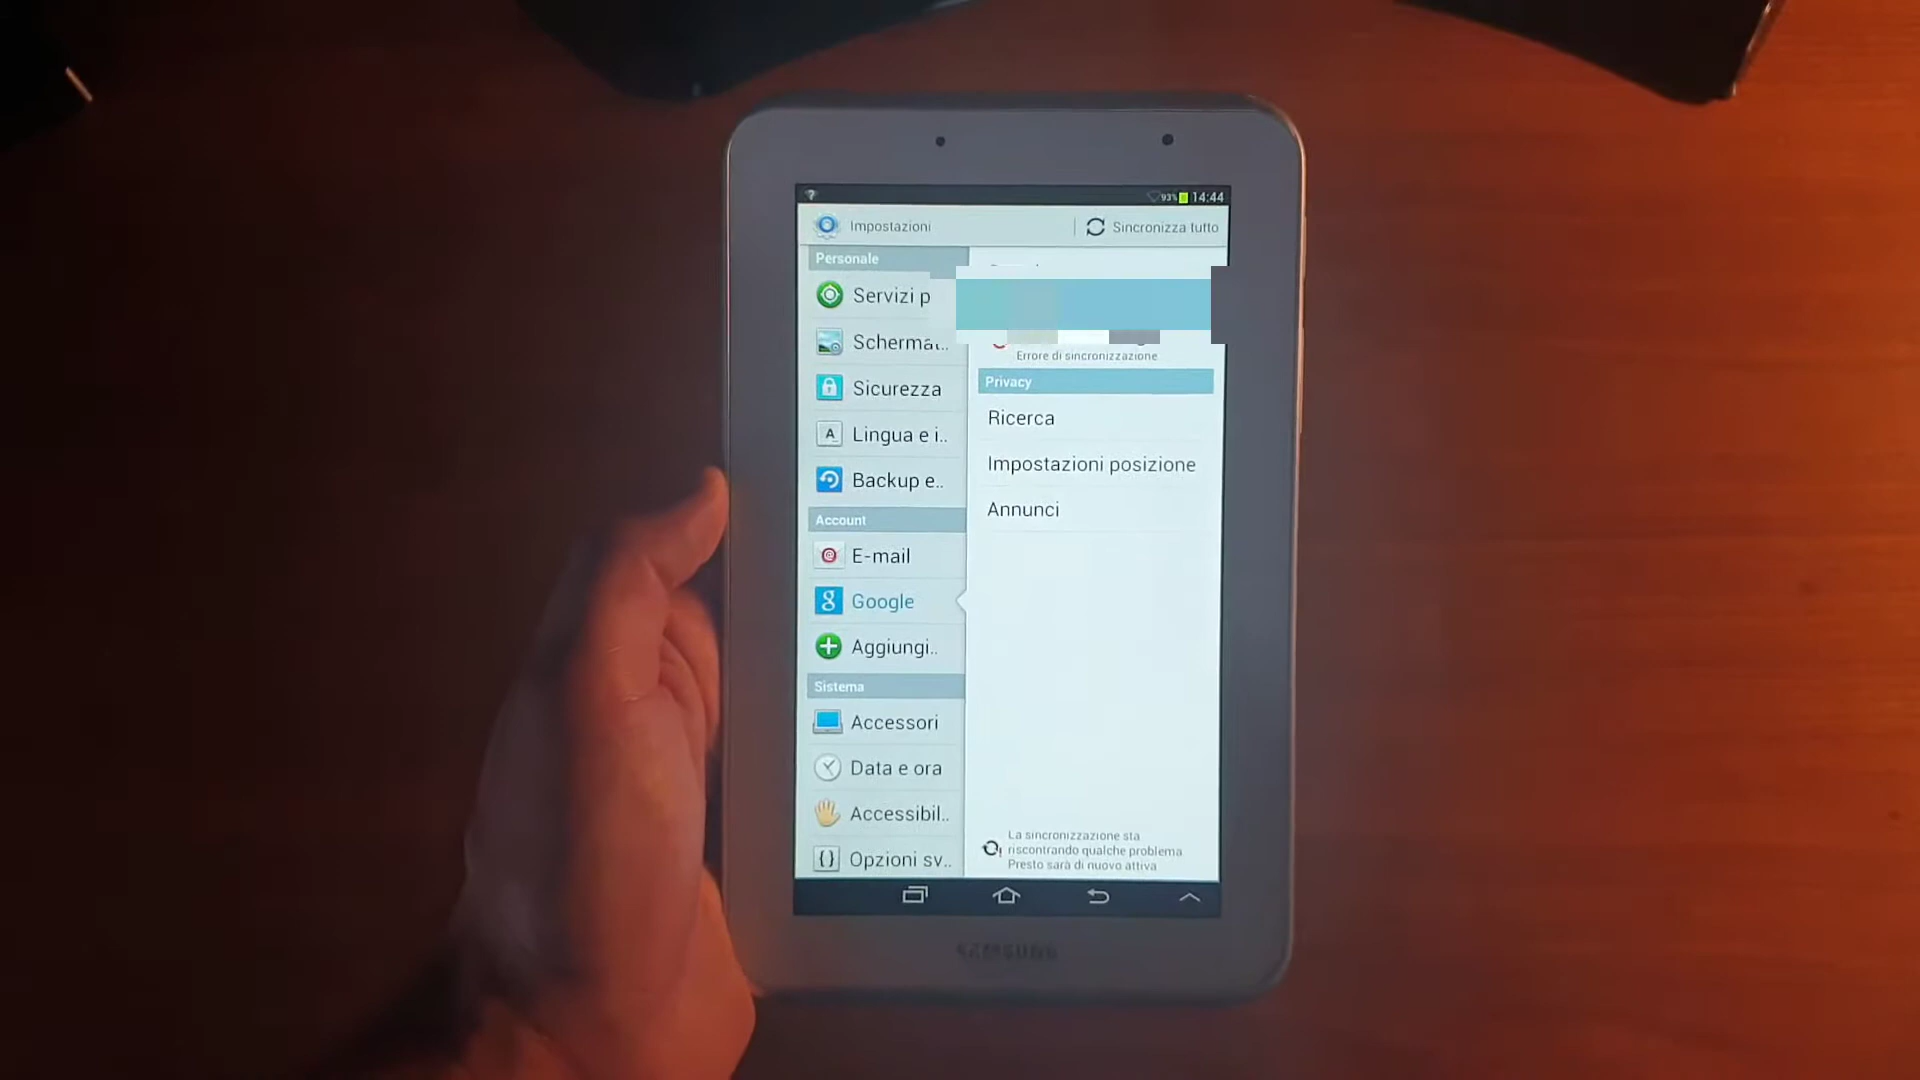 93% 14:44
Impostazioni
Sincronizza tutto
Personale
Servizi p
Scherma..
Sicurezza
Lingua e i..
Backup e..
Account
E-mail
Google
Aggiungi..
Sistema
Accessori
Data e ora
Accessibil..
Opzioni sv..
Errore di sincronizzazione
Privacy
Ricerca
Impostazioni posizione
Annunci
La sincronizzazione sta
riscontrando qualche problema
Presto sarà di nuovo attiva
SAMSUNG